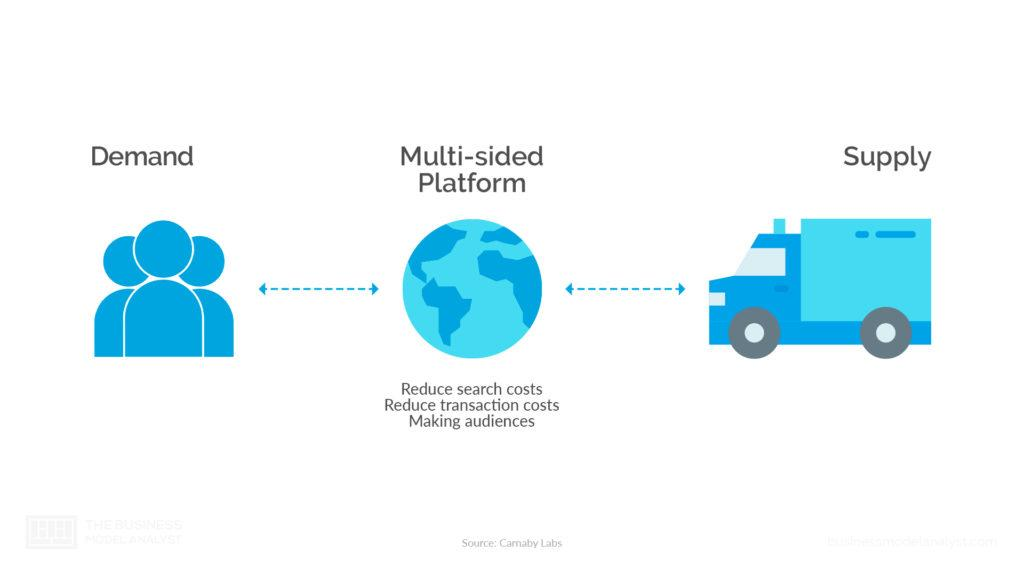 Demand
Multi-sided
Platform
Supply
Reduce search costs
Reduce transaction costs
Making audiences
THE BUSINESS
MODEL ANALYST
Source: Carnaby Labs
businessmodelanalyst.com